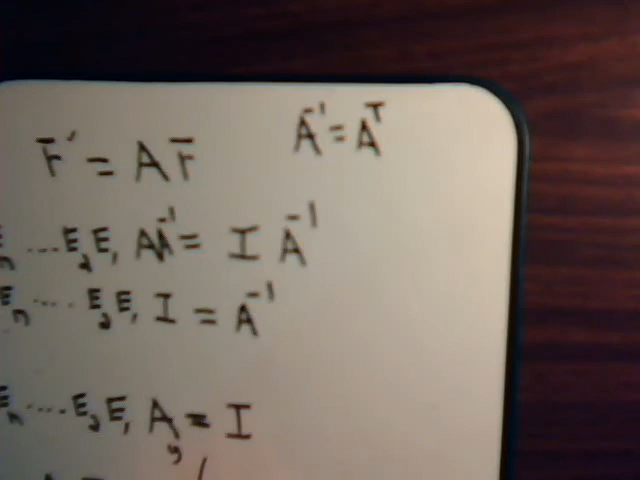 r̄' = A r̄
A⁻¹ = Aᵀ
Eₙ ... E₂ E₁ A A⁻¹ = I A⁻¹
Eₙ ... E₂ E₁ I = A⁻¹
Eₙ ... E₂ E₁ A = I